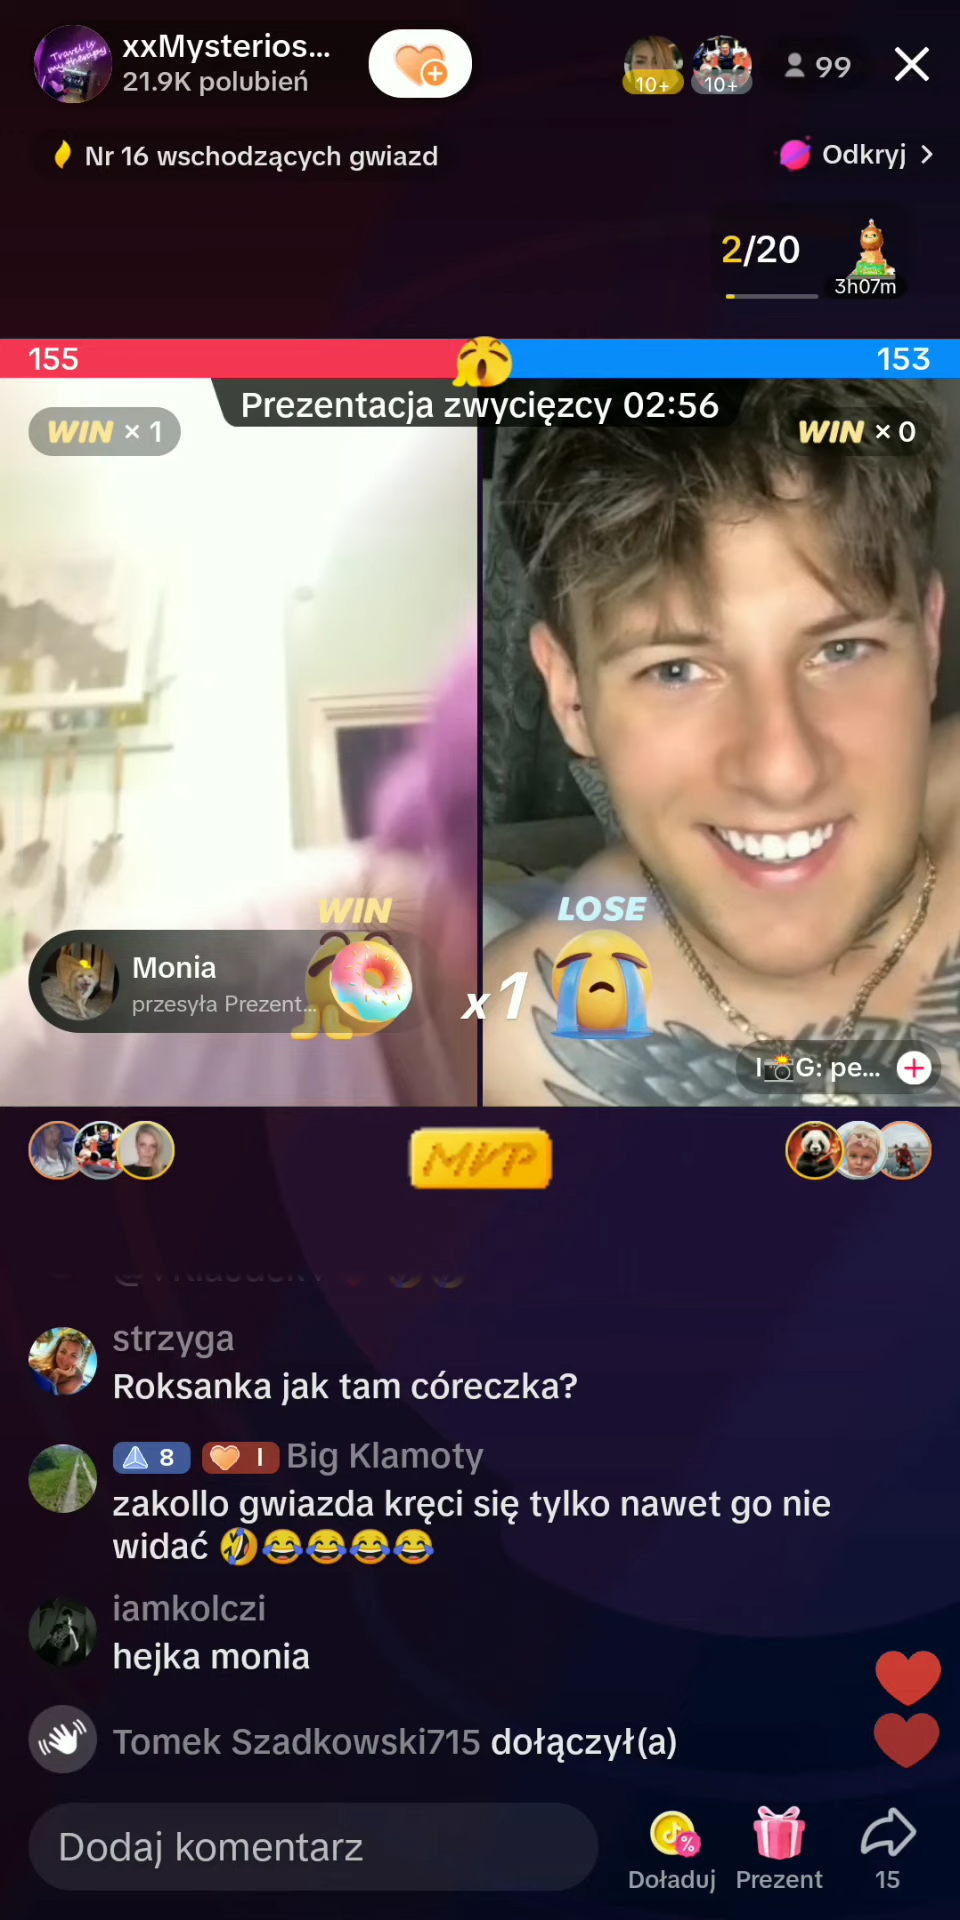 xxMysterios...
21.9K polubień
10+
10+
99
Nr 16 wschodzących gwiazd
Odkryj >
2/20
3h07m
155
153
Prezentacja zwycięzcy 02:56
WIN × 1
WIN × 0
WIN
LOSE
Monia
przesyła Prezent...
x1
I📸G: pe...
MVP
strzyga
Roksanka jak tam córeczka?
8 I Big Klamoty
zakollo gwiazda kręci się tylko nawet go nie
widać 🤣😂😂😂😂
iamkolczi
hejka monia
Tomek Szadkowski715 dołączył(a)
Dodaj komentarz
Doładuj
Prezent
15